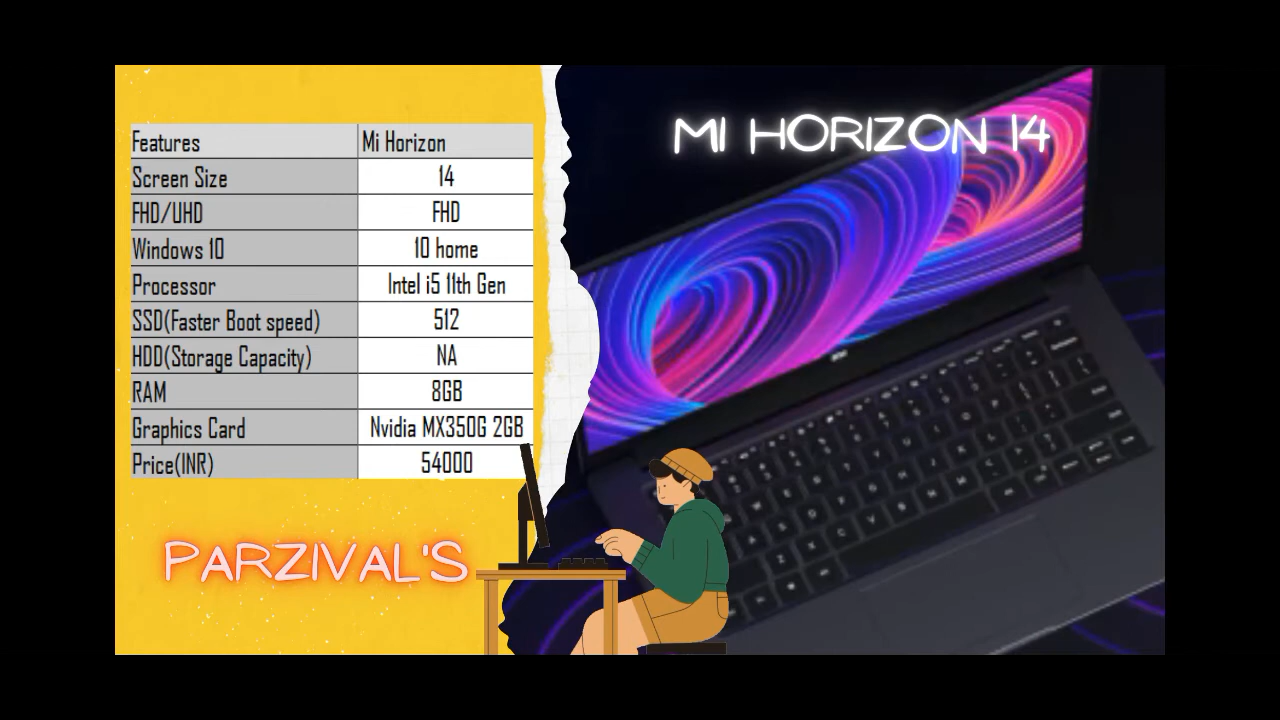 MI HORIZON 14
Features Mi Horizon
Screen Size 14
FHD/UHD FHD
Windows 10 10 home
Processor Intel i5 11th Gen
SSD(Faster Boot speed) 512
HDD(Storage Capacity) NA
RAM 8GB
Graphics Card Nvidia MX350G 2GB
Price(INR) 54000
PARZIVAL'S